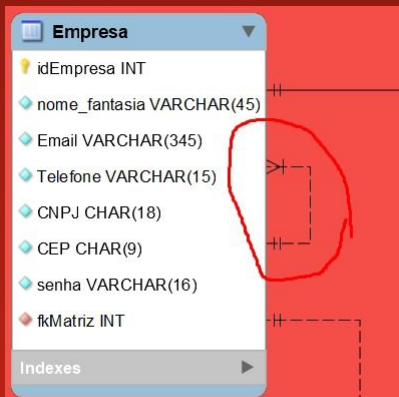 Empresa
idEmpresa INT
nome_fantasia VARCHAR(45)
Email VARCHAR(345)
Telefone VARCHAR(15)
CNPJ CHAR(18)
CEP CHAR(9)
senha VARCHAR(16)
fkMatriz INT
Indexes